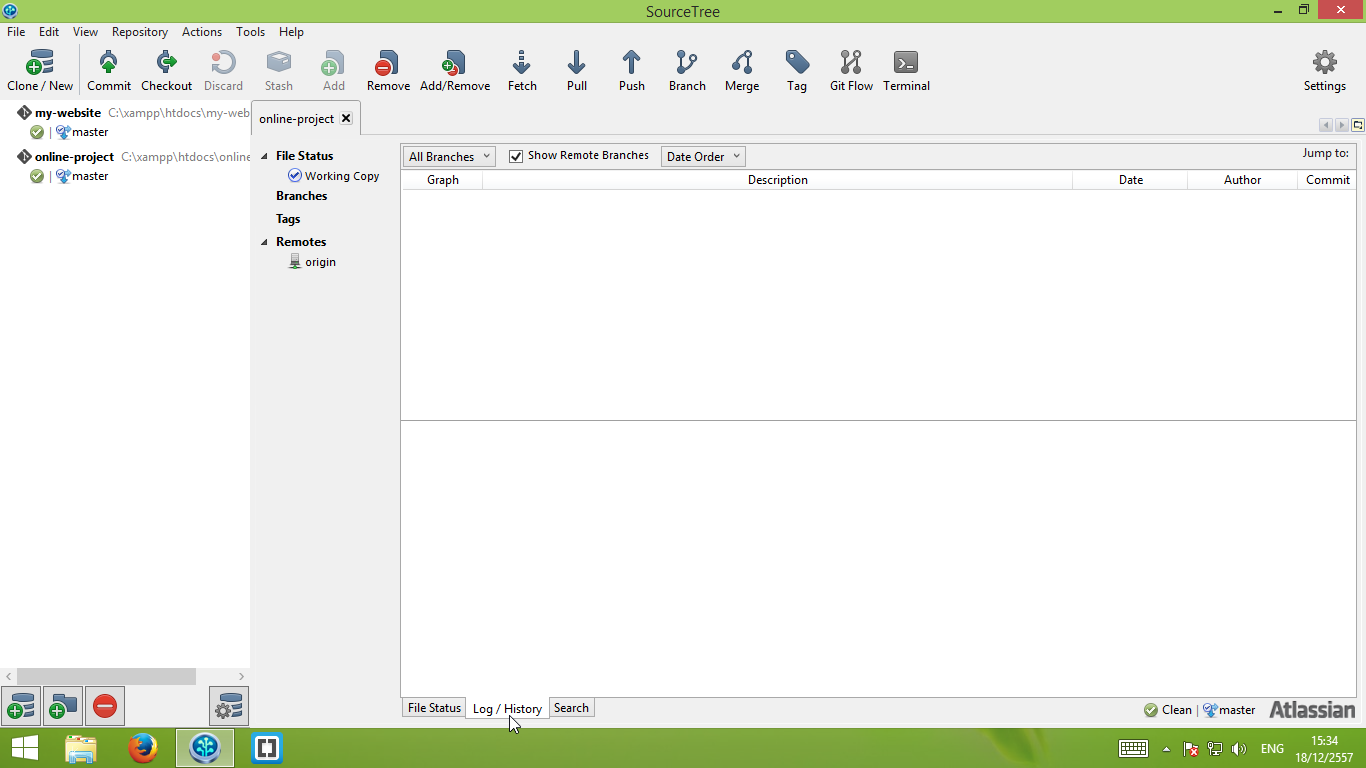 SourceTree
File Edit View Repository Actions Tools Help
Clone / New Commit Checkout Discard Stash Add Remove Add/Remove Fetch Pull Push Branch Merge Tag Git Flow Terminal Settings
my-website C:\xampp\htdocs\my-web
master
online-project C:\xampp\htdocs\online
master
online-project
File Status
Working Copy
Branches
Tags
Remotes
origin
All Branches Show Remote Branches Date Order Jump to:
Graph Description Date Author Commit
File Status Log / History Search
Clean master Atlassian
ENG
15:34
18/12/2557